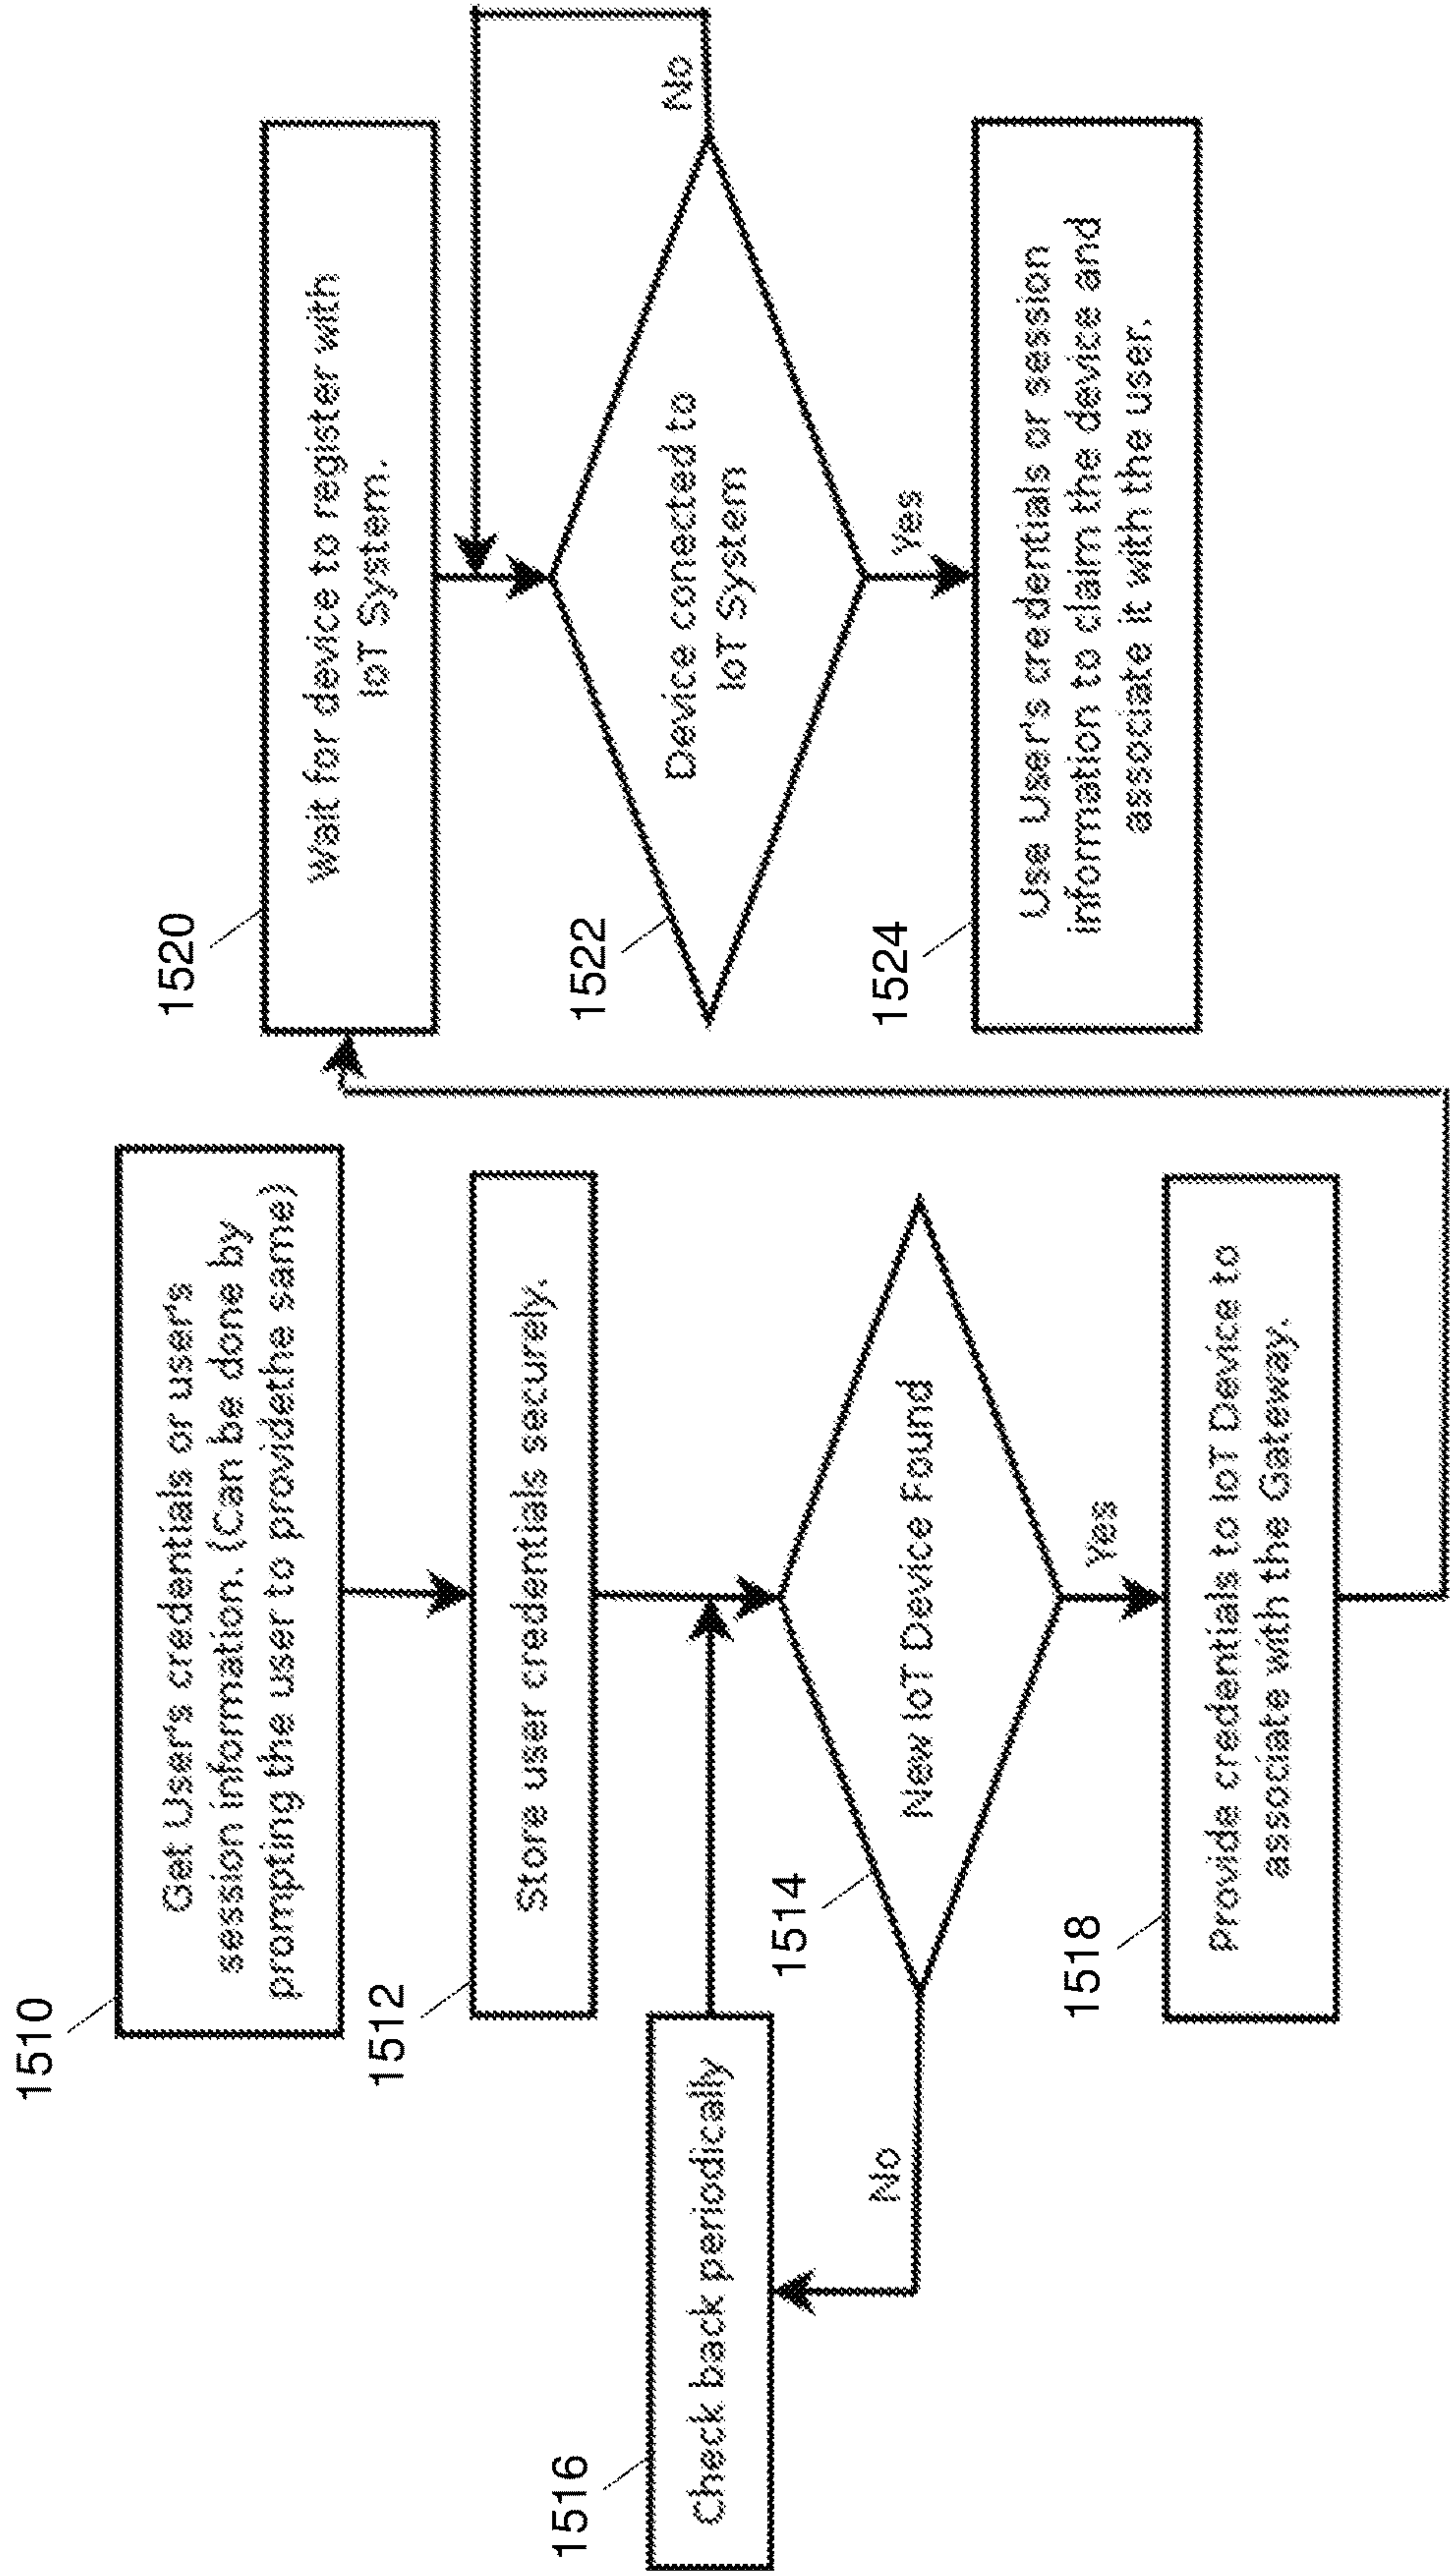 1510
Get User's credentials or user's
session information. (Can be done by
prompting the user to providethe same)
1512
Store user credentials securely.
1516
Check back periodically
1514
New IoT Device Found
No
Yes
1518
Provide credentials to IoT Device to
associate with the Gateway.
1520
Wait for device to register with
IoT System.
1522
Device conected to
IoT System
No
Yes
1524
Use User's credentials or session
information to claim the device and
associate it with the user.